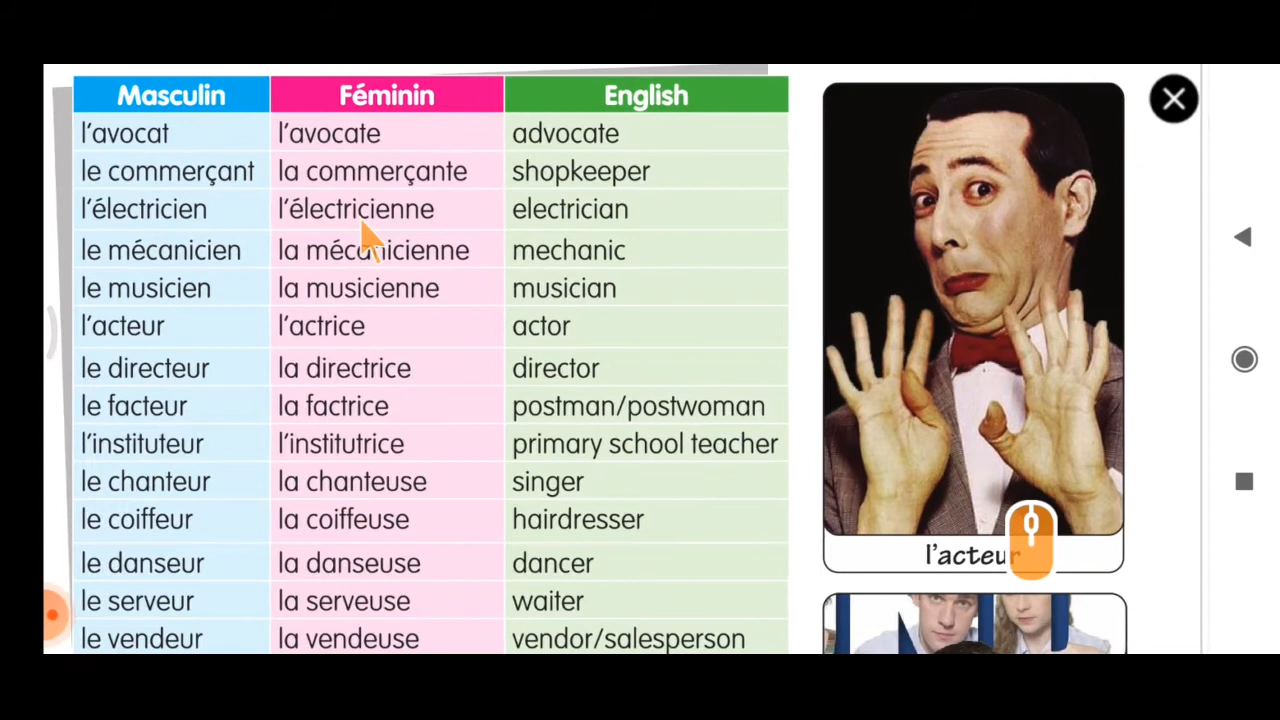 Masculin Féminin English
l'avocat l'avocate advocate
le commerçant la commerçante shopkeeper
l'électricien l'électricienne electrician
le mécanicien la mécanicienne mechanic
le musicien la musicienne musician
l'acteur l'actrice actor
le directeur la directrice director
le facteur la factrice postman/postwoman
l'instituteur l'institutrice primary school teacher
le chanteur la chanteuse singer
le coiffeur la coiffeuse hairdresser
le danseur la danseuse dancer
le serveur la serveuse waiter
le vendeur la vendeuse vendor/salesperson
l'acteur